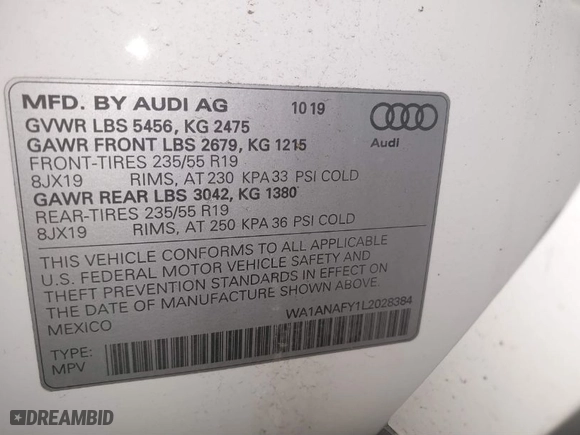 MFD. BY AUDI AG 10 19
GVWR LBS 5456, KG 2475
GAWR FRONT LBS 2679, KG 1215
FRONT-TIRES 235/55 R19
8JX19 RIMS, AT 230 KPA 33 PSI COLD
GAWR REAR LBS 3042, KG 1380
REAR-TIRES 235/55 R19
8JX19 RIMS, AT 250 KPA 36 PSI COLD
Audi
THIS VEHICLE CONFORMS TO ALL APPLICABLE
U.S. FEDERAL MOTOR VEHICLE SAFETY AND
THEFT PREVENTION STANDARDS IN EFFECT ON
THE DATE OF MANUFACTURE SHOWN ABOVE.
MEXICO WA1ANAFY1L2028384
TYPE:
MPV
DREAMBID